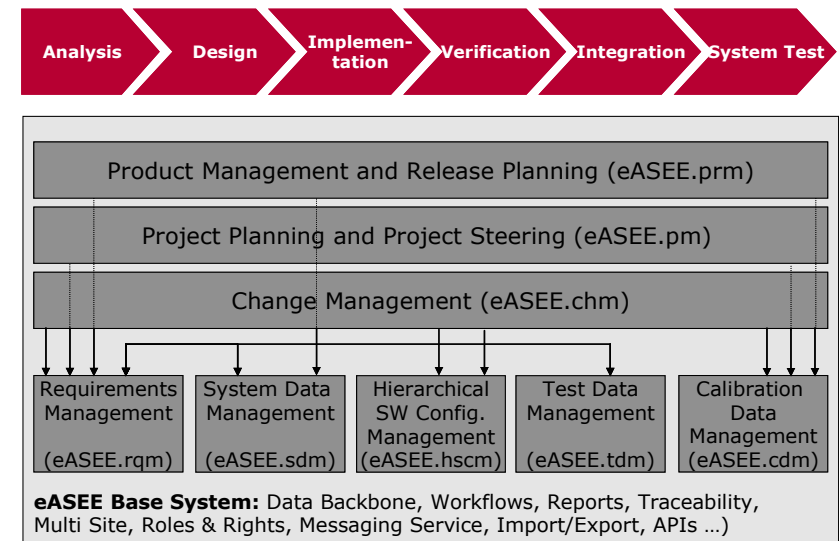 Analysis
Design
Implemen-
tation
Verification
Integration
System Test
Product Management and Release Planning (eASEE.prm)
Project Planning and Project Steering (eASEE.pm)
Change Management (eASEE.chm)
Requirements
Management
(eASEE.rqm)
System Data
Management
(eASEE.sdm)
Hierarchical
SW Config.
Management
(eASEE.hscm)
Test Data
Management
(eASEE.tdm)
Calibration
Data
Management
(eASEE.cdm)
eASEE Base System: Data Backbone, Workflows, Reports, Traceability,
Multi Site, Roles & Rights, Messaging Service, Import/Export, APIs …)